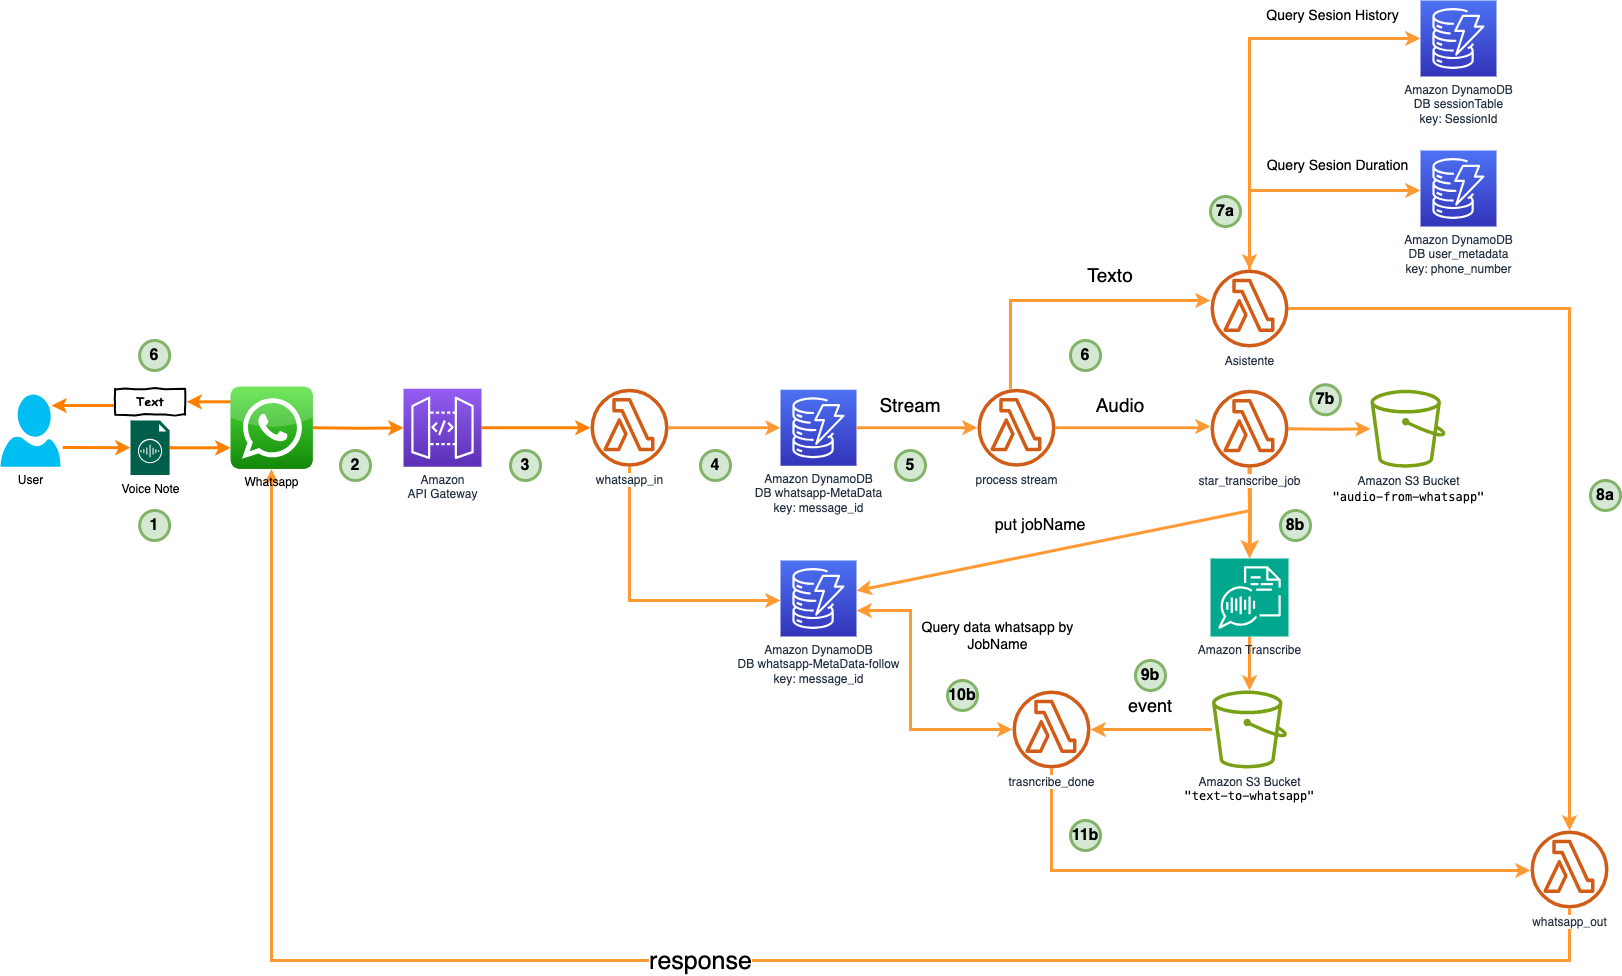 Query Sesion History
Amazon DynamoDB
DB sessionTable
key: SessionId
Query Sesion Duration
7a
Amazon DynamoDB
DB user_metadata
key: phone_number
Texto
6
Asistente
6
Text
User
Voice Note
1
Whatsapp
2
</>
Amazon
API Gateway
3
whatsapp_in
4
Amazon DynamoDB
DB whatsapp-MetaData
key: message_id
Stream
5
process stream
Audio
star_transcribe_job
7b
Amazon S3 Bucket
"audio-from-whatsapp"
8a
put jobName
8b
Amazon DynamoDB
DB whatsapp-MetaData-follow
key: message_id
Query data whatsapp by
JobName
Amazon Transcribe
9b
event
10b
trasncribe_done
Amazon S3 Bucket
"text-to-whatsapp"
11b
whatsapp_out
response